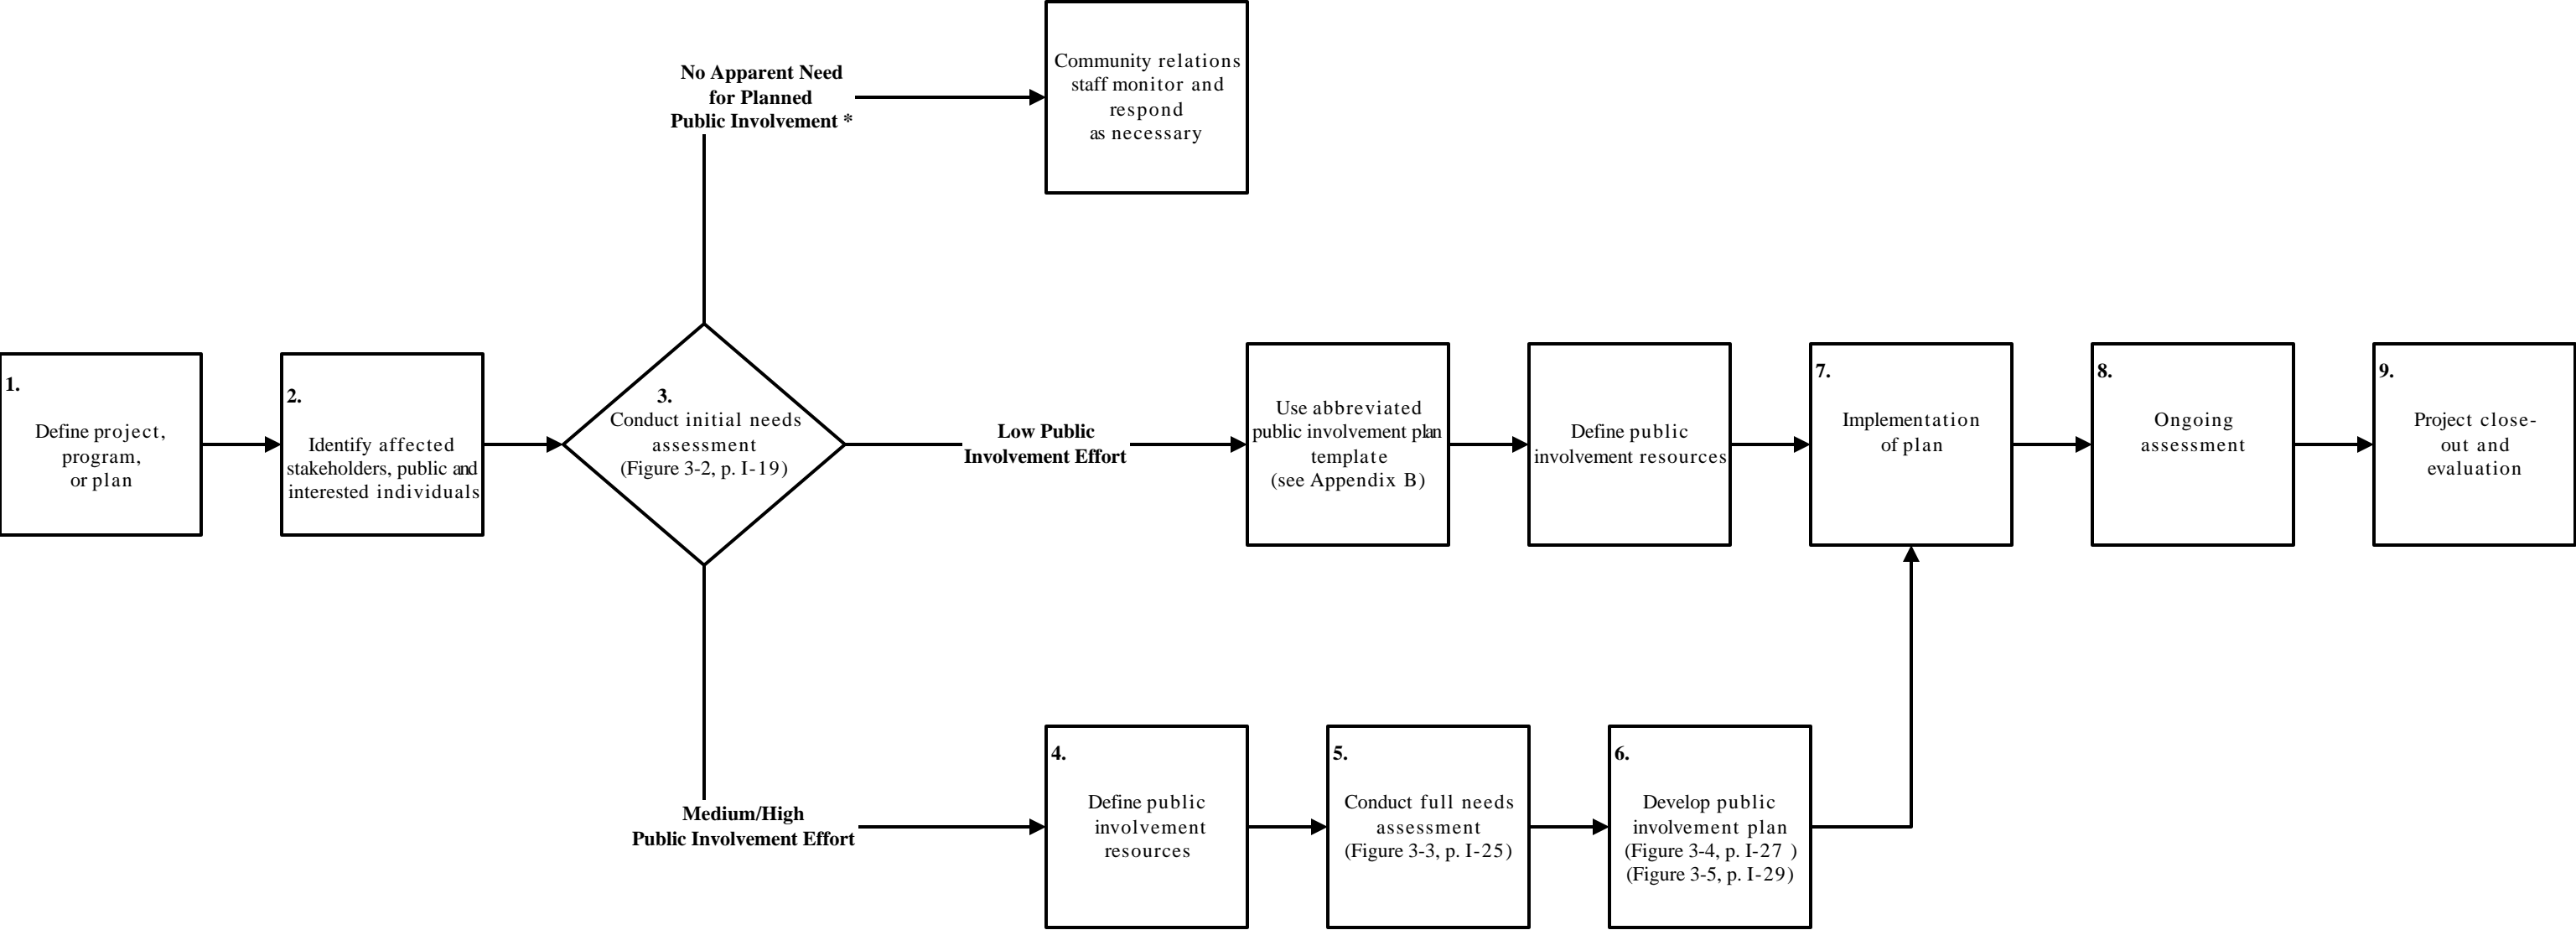 No Apparent Need
for Planned
Public Involvement *
Community relations
staff monitor and
respond
as necessary
1.
Define project,
program,
or plan
2.
Identify affected
stakeholders, public and
interested individuals
3.
Conduct initial needs
assessment
(Figure 3-2, p. I-19)
Low Public
Involvement Effort
Use abbreviated
public involvement plan
template
(see Appendix B)
Define public
involvement resources
7.
Implementation
of plan
8.
Ongoing
assessment
9.
Project close-
out and
evaluation
Medium/High
Public Involvement Effort
4.
Define public
involvement
resources
5.
Conduct full needs
assessment
(Figure 3-3, p. I-25)
6.
Develop public
involvement plan
(Figure 3-4, p. I-27 )
(Figure 3-5, p. I-29)